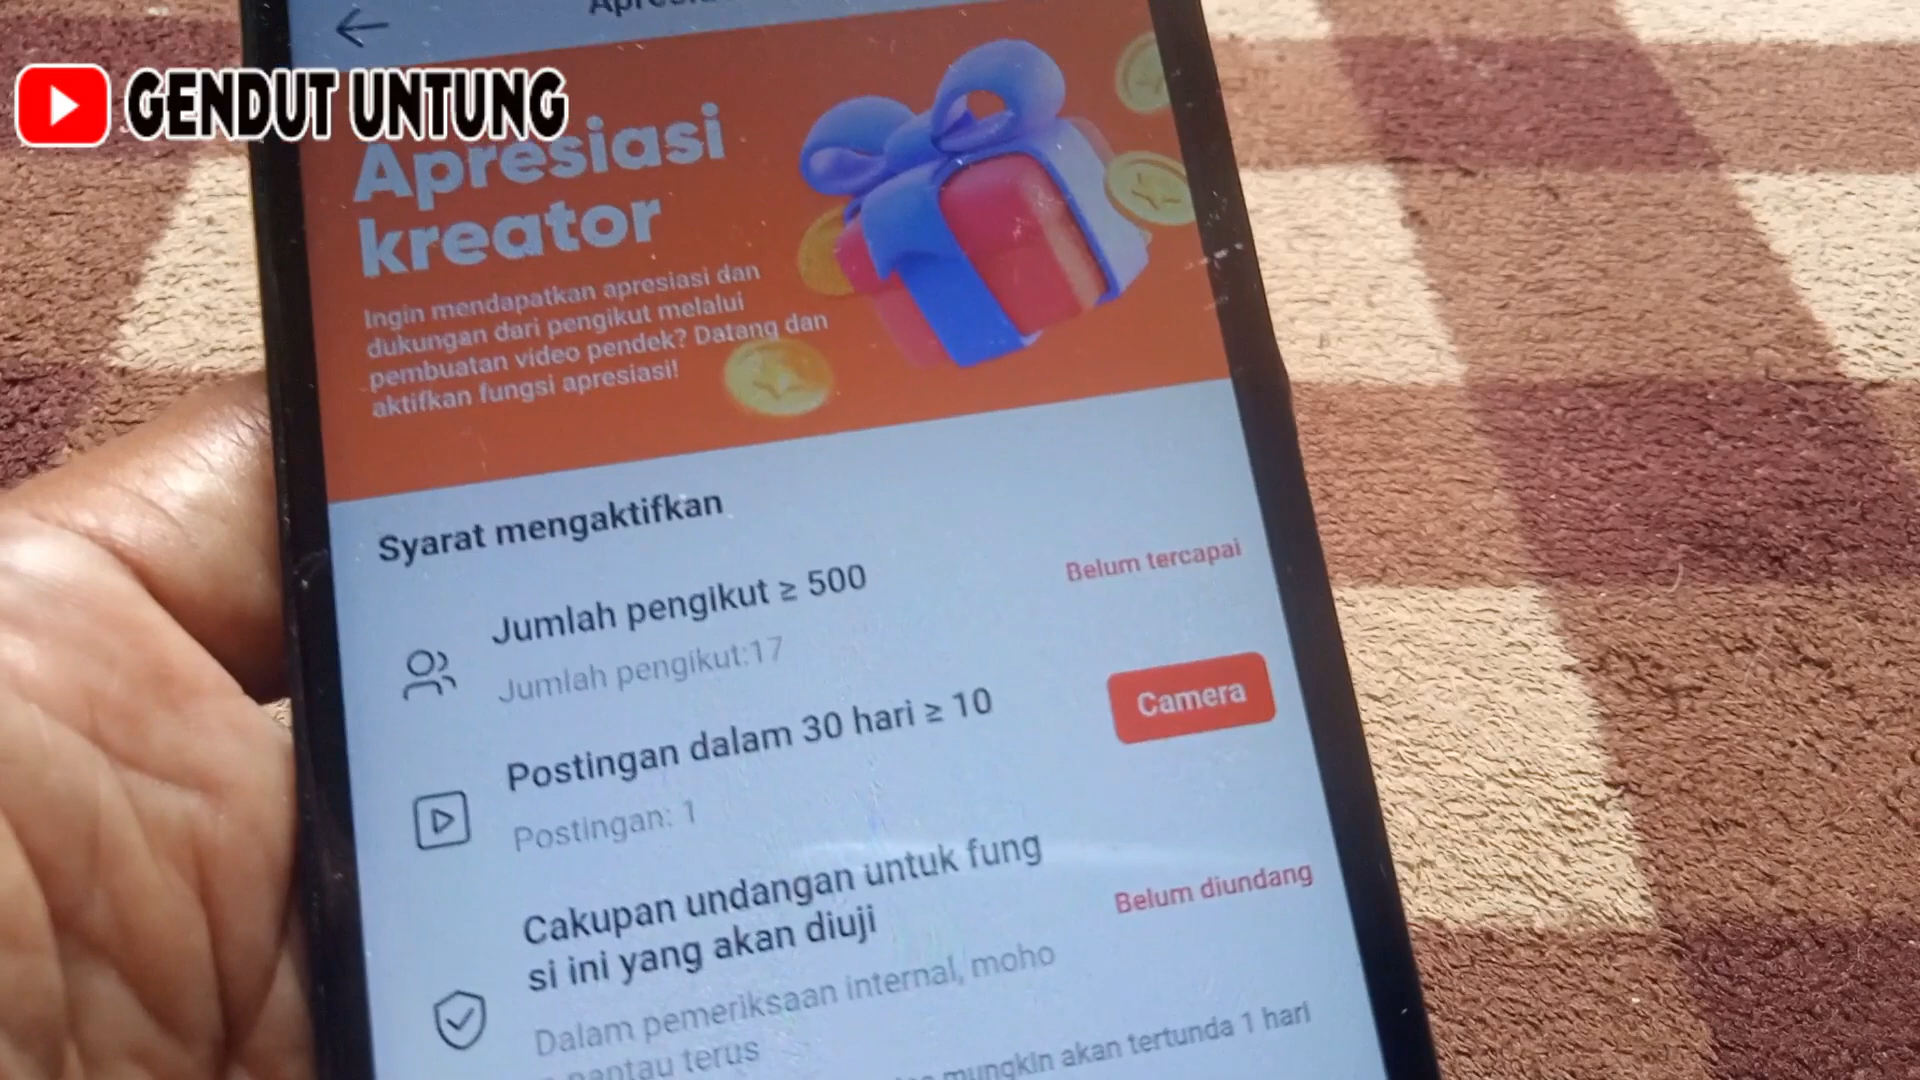 GENDUT UNTUNG
Apresiasi
kreator
Ingin mendapatkan apresiasi dan
dukungan dari pengikut melalui
pembuatan video pendek? Datang dan
aktifkan fungsi apresiasi!
Syarat mengaktifkan
Jumlah pengikut ≥ 500
Belum tercapai
Jumlah pengikut:17
Postingan dalam 30 hari ≥ 10
Camera
Postingan: 1
Cakupan undangan untuk fung
si ini yang akan diuji
Belum diundang
Dalam pemeriksaan internal, moho
pantau terus
mungkin akan tertunda 1 hari